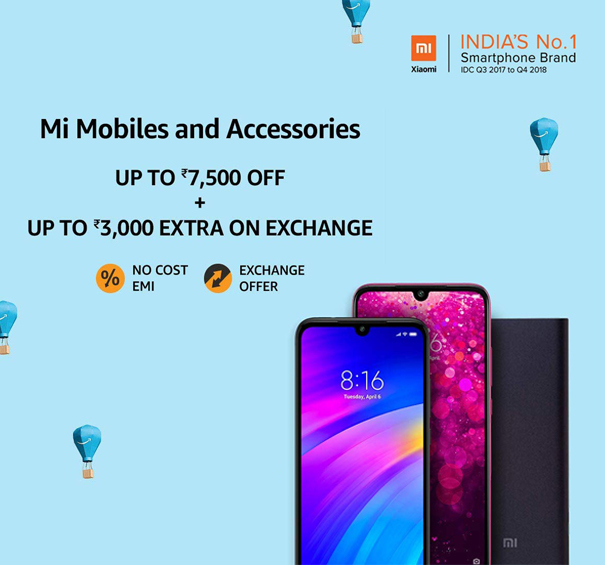 mi
Xiaomi
INDIA'S No.1
Smartphone Brand
IDC Q3 2017 to Q4 2018
Mi Mobiles and Accessories
UP TO ₹7,500 OFF
+
UP TO ₹3,000 EXTRA ON EXCHANGE
%
NO COST
EMI
EXCHANGE
OFFER
8:16
Tuesday, April 6
6
mi